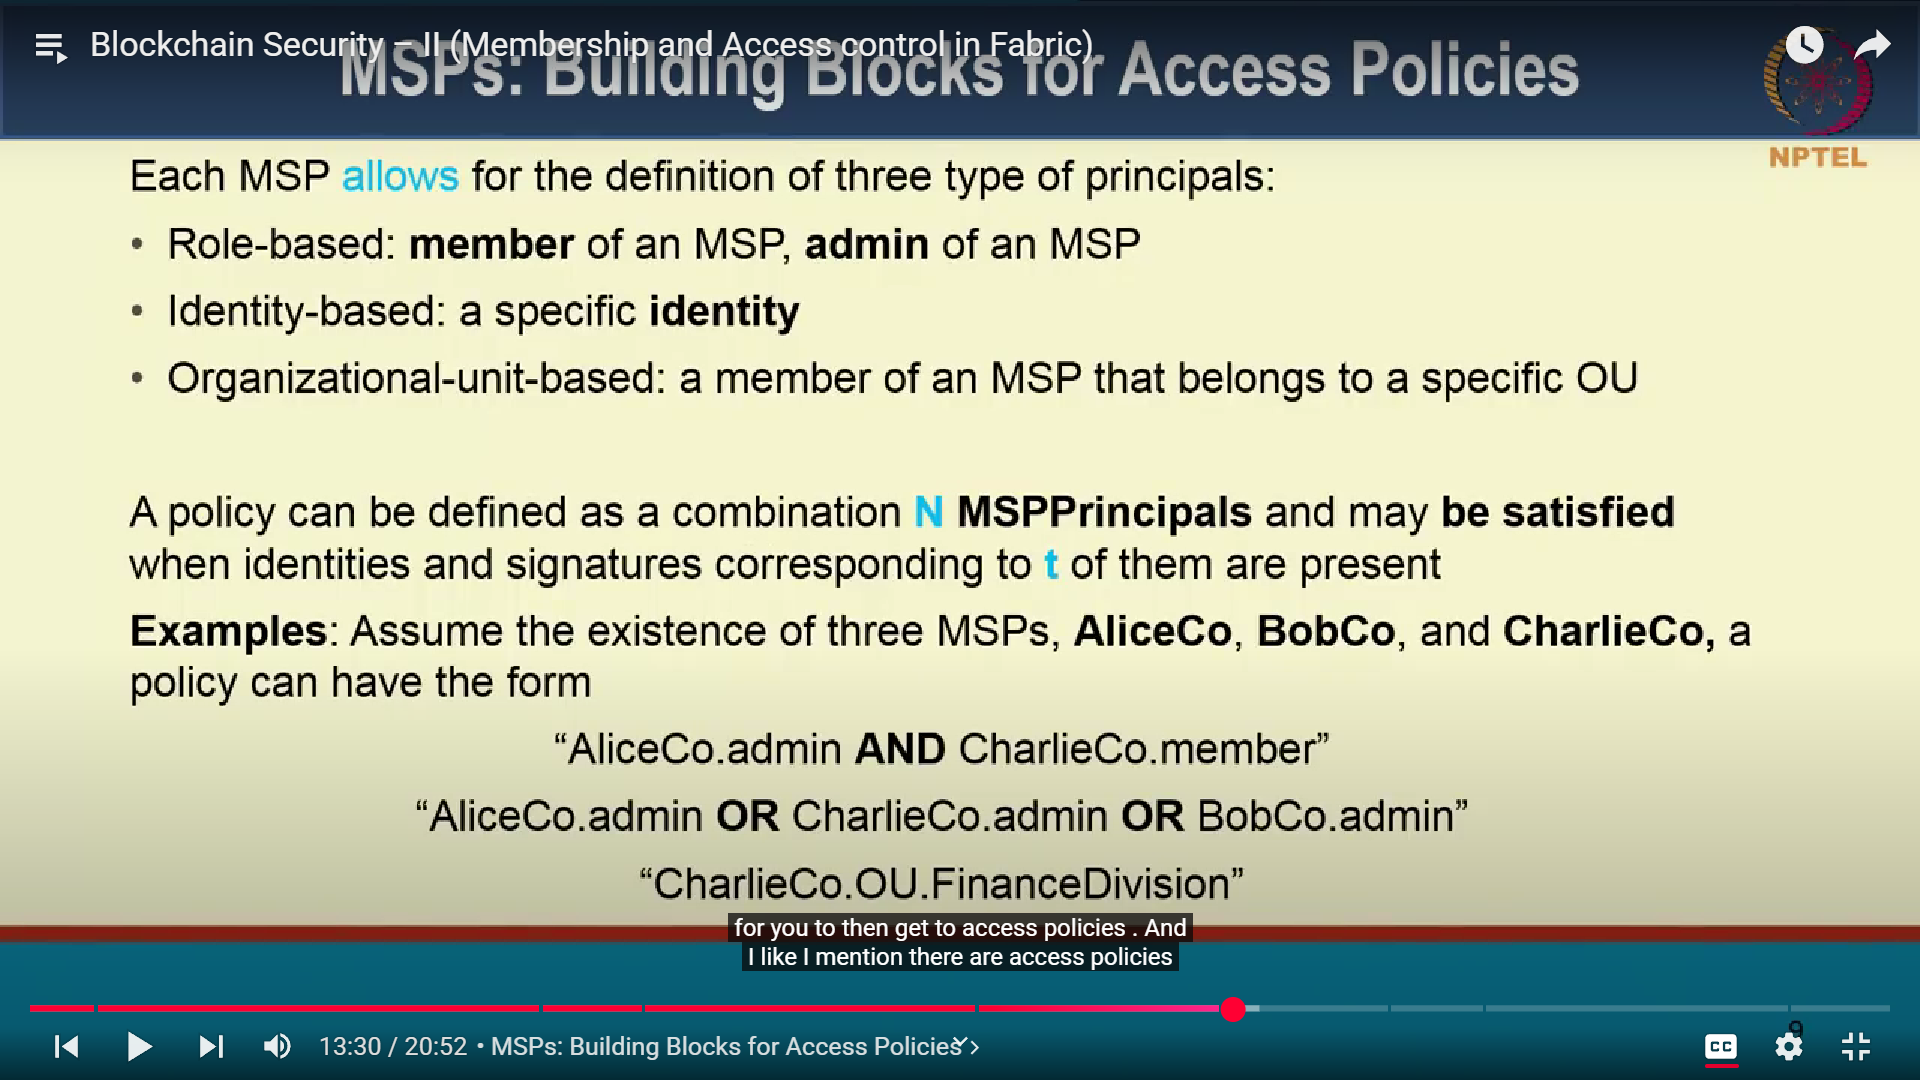 Blockchain Security – II (Membership and Access control in Fabric)
MSPs: Building Blocks for Access Policies
NPTEL
Each MSP allows for the definition of three type of principals:
• Role-based: member of an MSP, admin of an MSP
• Identity-based: a specific identity
• Organizational-unit-based: a member of an MSP that belongs to a specific OU
A policy can be defined as a combination N MSPPrincipals and may be satisfied
when identities and signatures corresponding to t of them are present
Examples: Assume the existence of three MSPs, AliceCo, BobCo, and CharlieCo, a
policy can have the form
“AliceCo.admin AND CharlieCo.member”
“AliceCo.admin OR CharlieCo.admin OR BobCo.admin”
“CharlieCo.OU.FinanceDivision”
for you to then get to access policies . And
I like I mention there are access policies
9
13:30 / 20:52 • MSPs: Building Blocks for Access Policies
CC